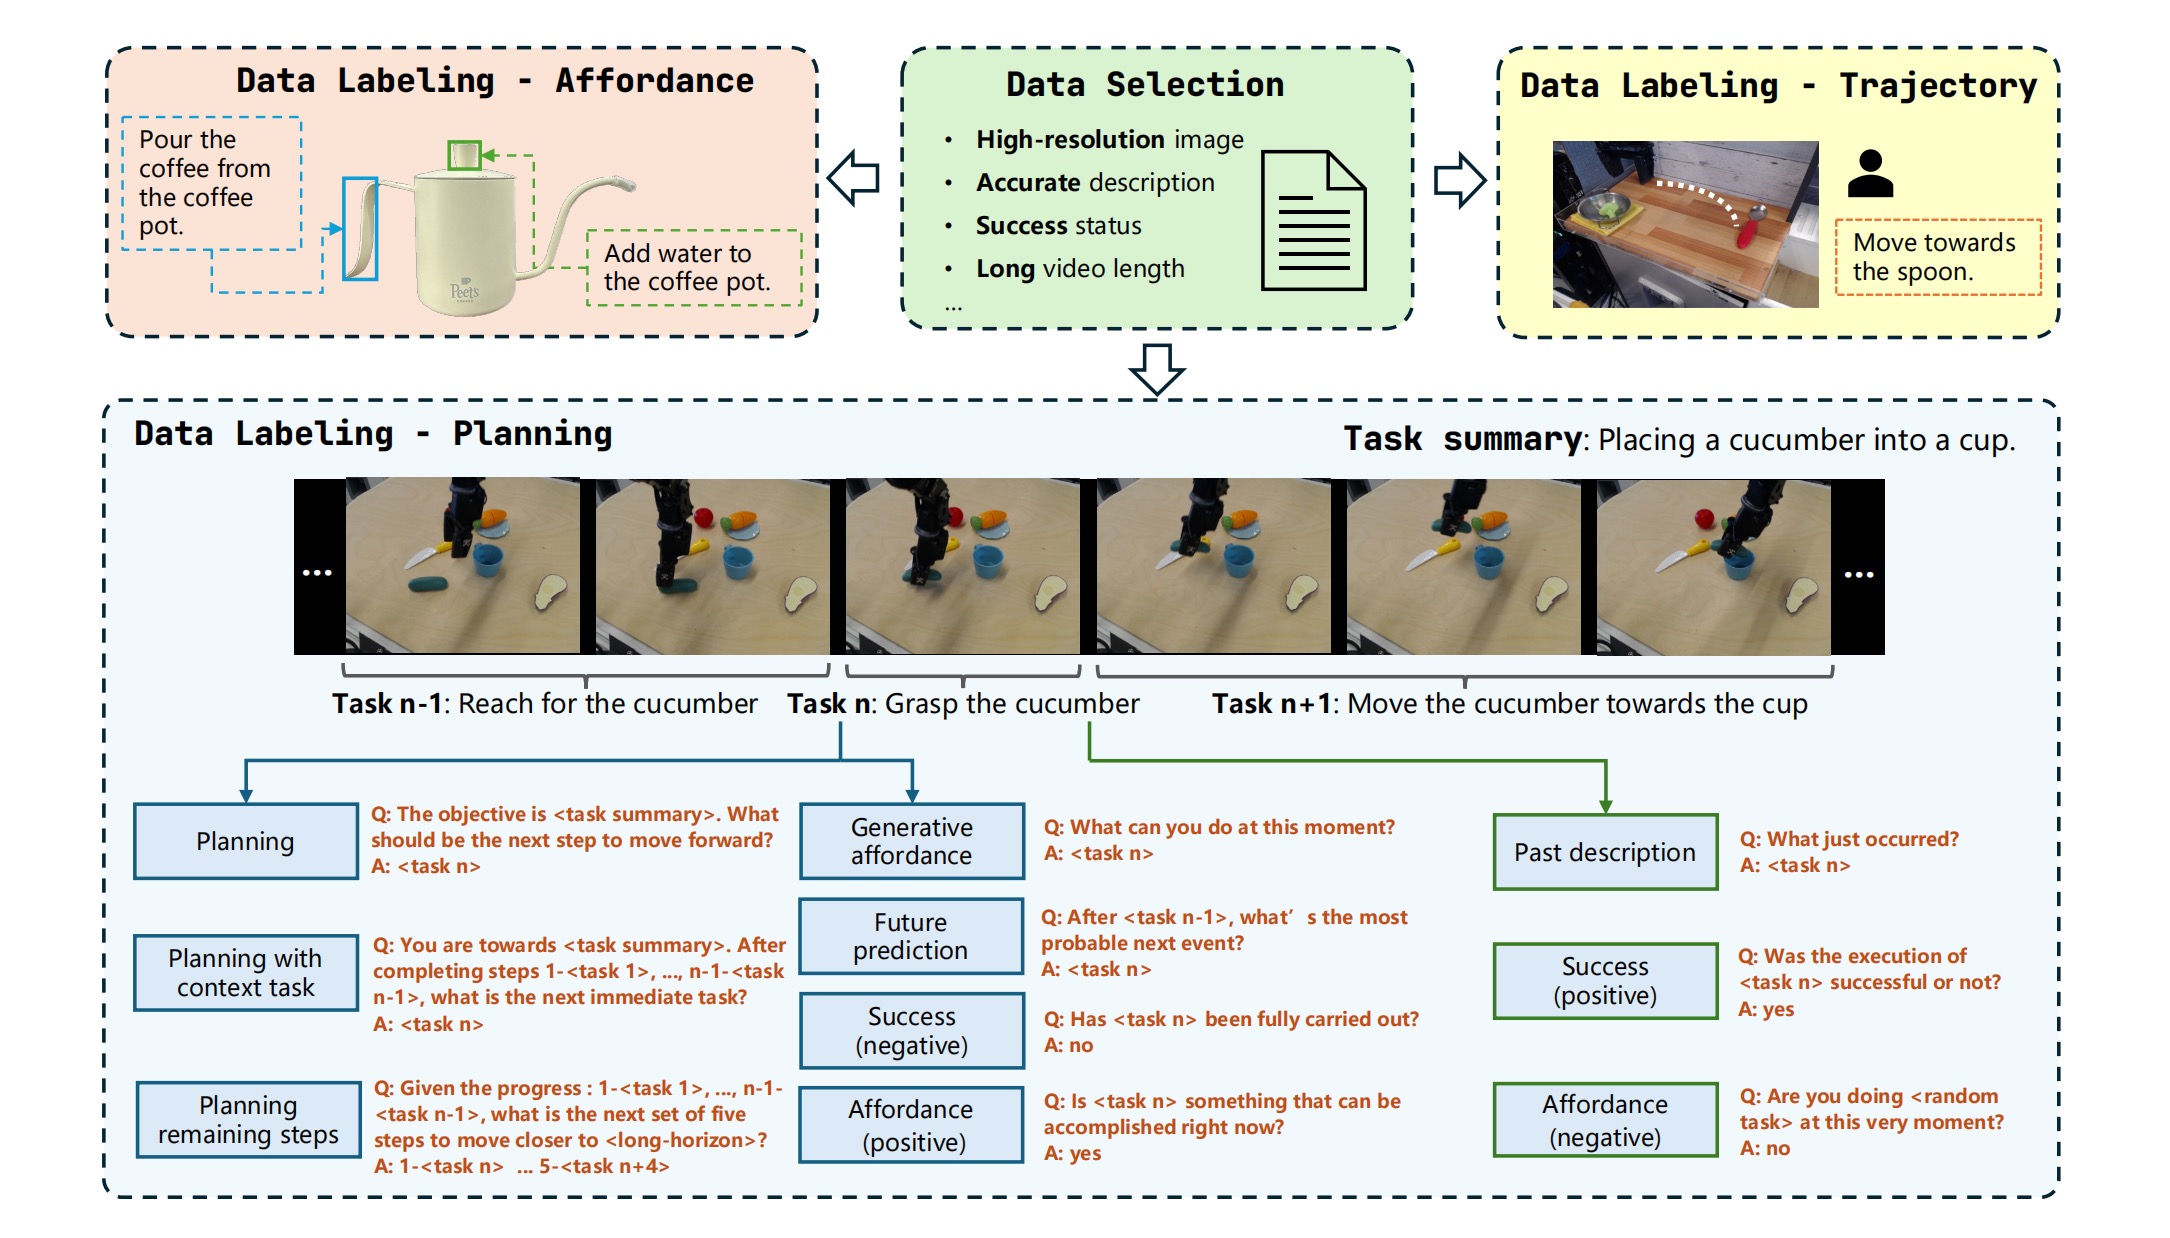 Data Labeling - Affordance
Pour the
coffee from
the coffee
pot.
Peet's
COFFEE
Add water to
the coffee pot.
Data Selection
• High-resolution image
• Accurate description
• Success status
• Long video length
...
Data Labeling - Trajectory
Move towards
the spoon.
Data Labeling - Planning
Task summary: Placing a cucumber into a cup.
...
...
Task n-1: Reach for the cucumber
Task n: Grasp the cucumber
Task n+1: Move the cucumber towards the cup
Planning
Q: The objective is <task summary>. What
should be the next step to move forward?
A: <task n>
Planning with
context task
Q: You are towards <task summary>. After
completing steps 1-<task 1>, ..., n-1-<task
n-1>, what is the next immediate task?
A: <task n>
Planning
remaining steps
Q: Given the progress : 1-<task 1>, ..., n-1-
<task n-1>, what is the next set of five
steps to move closer to <long-horizon>?
A: 1-<task n> ... 5-<task n+4>
Generative
affordance
Q: What can you do at this moment?
A: <task n>
Future
prediction
Q: After <task n-1>, what’ s the most
probable next event?
A: <task n>
Success
(negative)
Q: Has <task n> been fully carried out?
A: no
Affordance
(positive)
Q: Is <task n> something that can be
accomplished right now?
A: yes
Past description
Q: What just occurred?
A: <task n>
Success
(positive)
Q: Was the execution of
<task n> successful or not?
A: yes
Affordance
(negative)
Q: Are you doing <random
task> at this very moment?
A: no